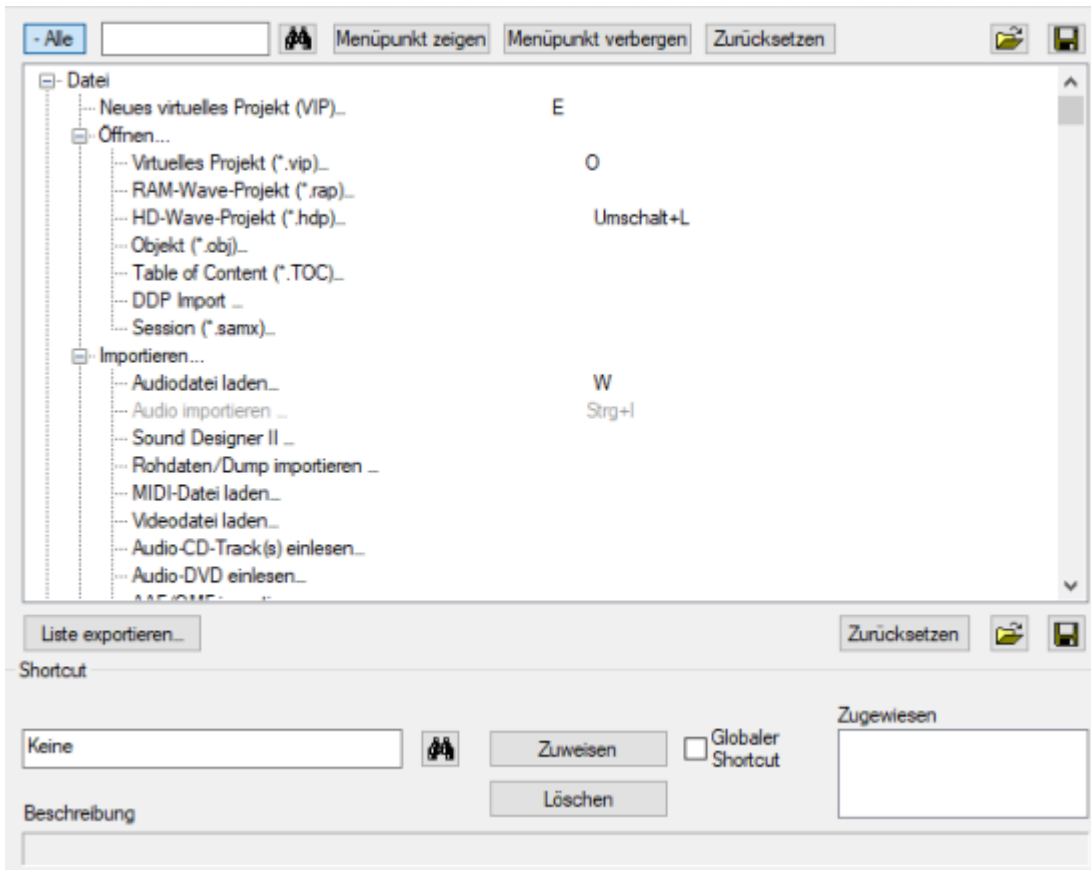 - Alle Menüpunkt zeigen Menüpunkt verbergen Zurücksetzen
Datei
Neues virtuelles Projekt (VIP)... E
Öffnen...
Virtuelles Projekt (*.vip)... O
RAM-Wave-Projekt (*.rap)...
HD-Wave-Projekt (*.hdp)... Umschalt+L
Objekt (*.obj)...
Table of Content (*.TOC)...
DDP Import ...
Session (*.samx)...
Importieren...
Audiodatei laden... W
Audio importieren ... Strg+I
Sound Designer II ...
Rohdaten/Dump importieren ...
MIDI-Datei laden...
Videodatei laden...
Audio-CD-Track(s) einlesen...
Audio-DVD einlesen...
Liste exportieren... Zurücksetzen
Shortcut
Zugewiesen
Keine Zuweisen Globaler
Shortcut
Löschen
Beschreibung